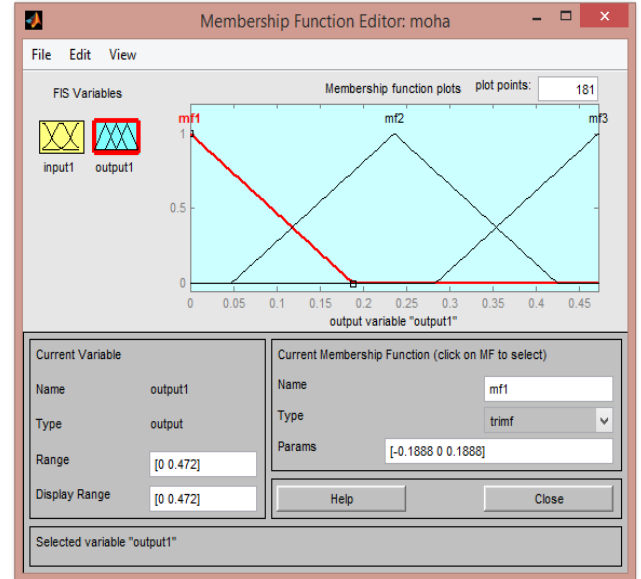 Membership Function Editor: moha
File Edit View
FIS Variables
Membership function plots plot points: 181
input1 output1
mf1 mf2 mf3
1
0.5
0
0 0.05 0.1 0.15 0.2 0.25 0.3 0.35 0.4 0.45
output variable "output1"
Current Variable
Name output1
Type output
Range [0 0.472]
Display Range [0 0.472]
Current Membership Function (click on MF to select)
Name mf1
Type trimf
Params [-0.1888 0 0.1888]
Help Close
Selected variable "output1"